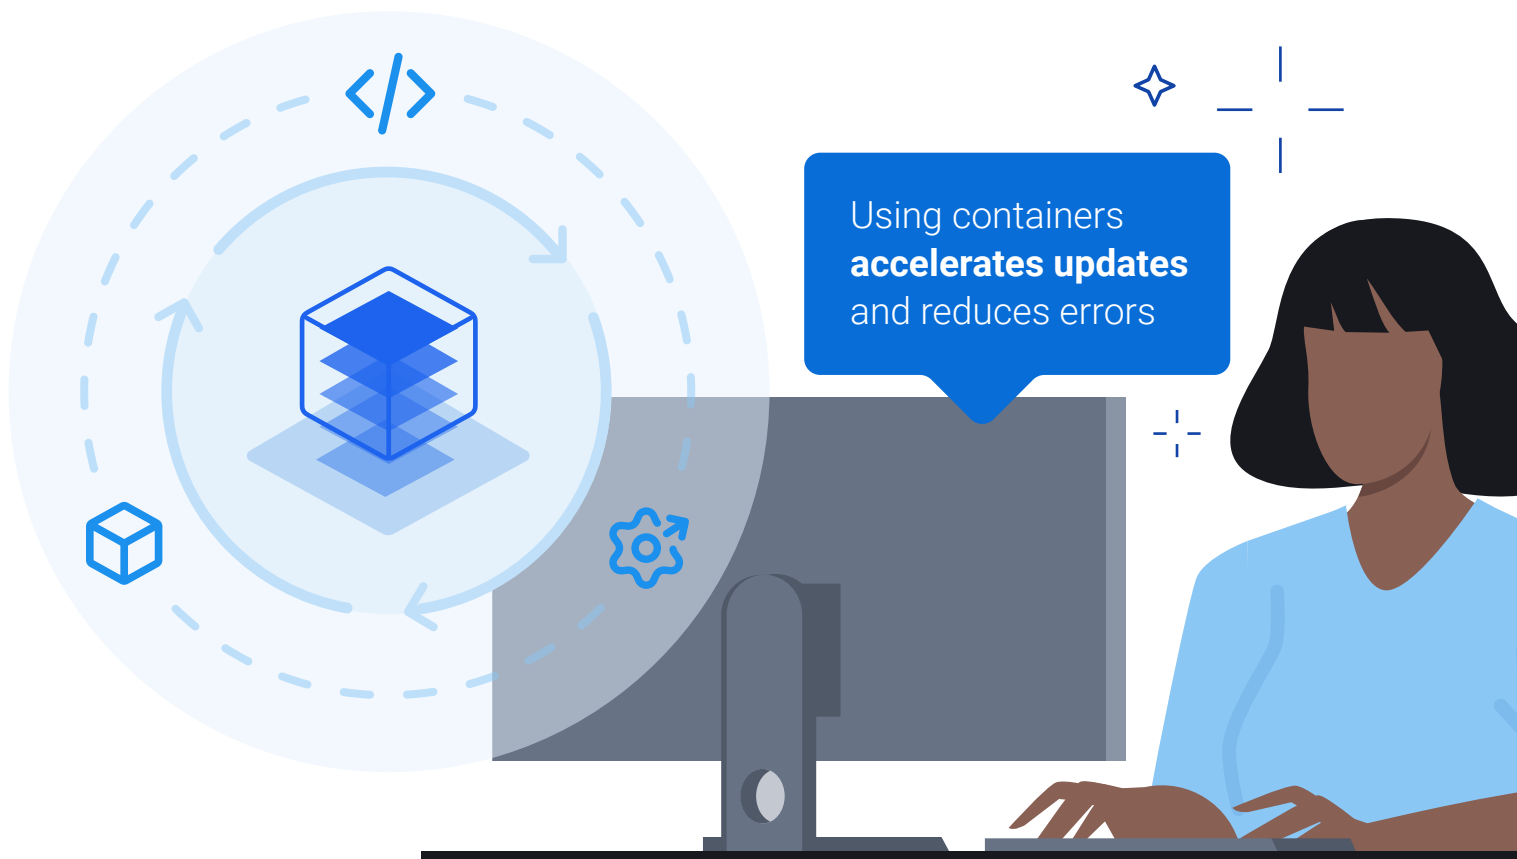 Using containers
accelerates updates
and reduces errors